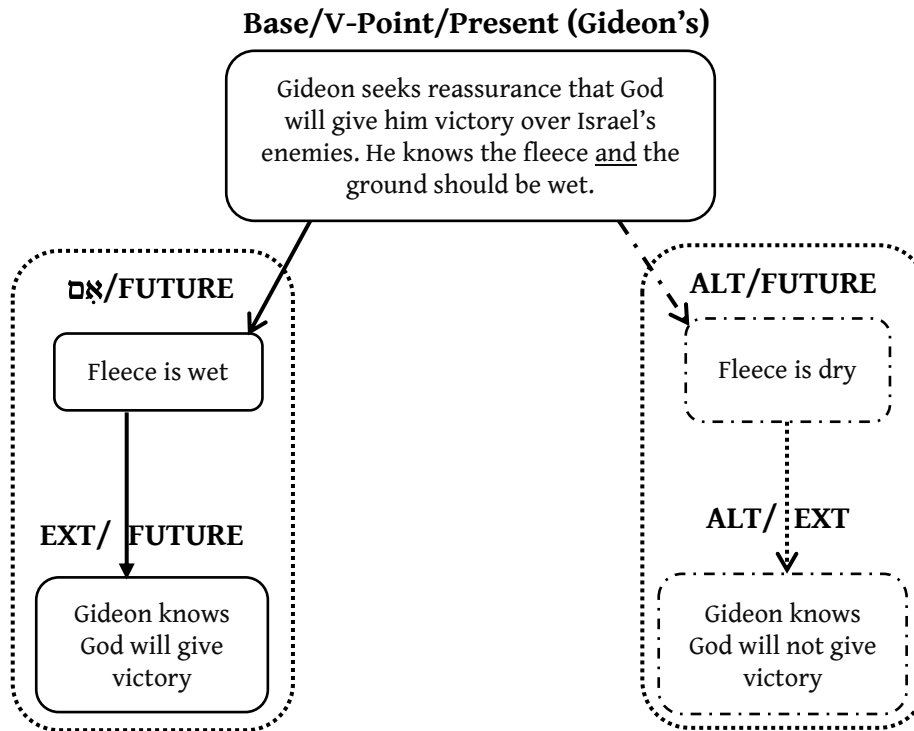 Base/V-Point/Present (Gideon’s)
Gideon seeks reassurance that God
will give him victory over Israel’s
enemies. He knows the fleece and the
ground should be wet.
אִם/FUTURE
Fleece is wet
EXT/ FUTURE
Gideon knows
God will give
victory
ALT/FUTURE
Fleece is dry
ALT/ EXT
Gideon knows
God will not give
victory